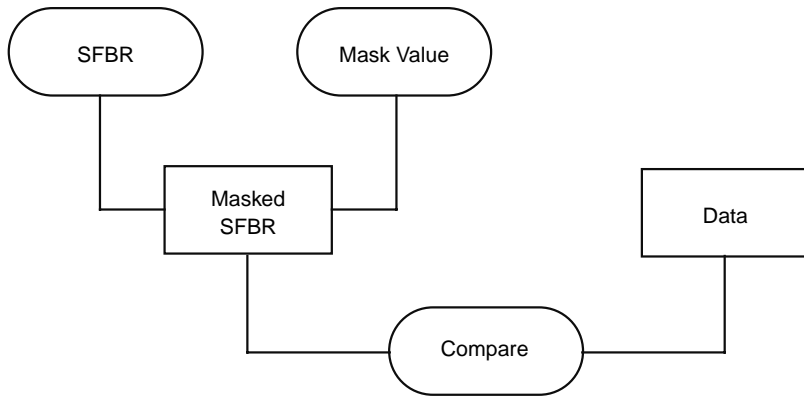 SFBR
Mask Value
Masked
SFBR
Data
Compare